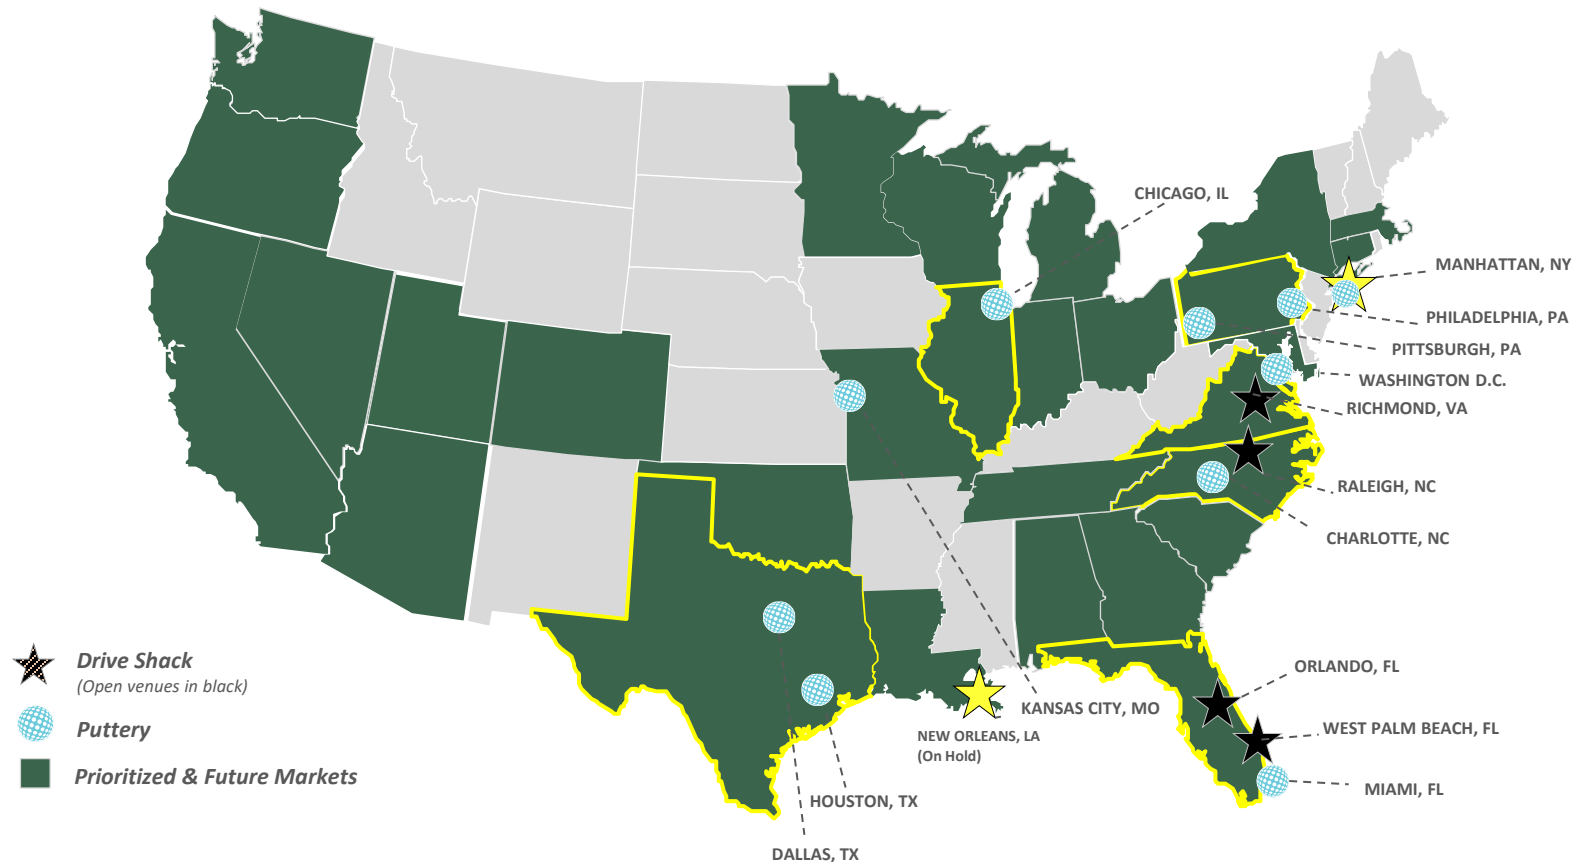 CHICAGO, IL
MANHATTAN, NY
PHILADELPHIA, PA
PITTSBURGH, PA
WASHINGTON D.C.
RICHMOND, VA
RALEIGH, NC
CHARLOTTE, NC
Drive Shack
(Open venues in black)
Puttery
Prioritized & Future Markets
ORLANDO, FL
KANSAS CITY, MO
WEST PALM BEACH, FL
NEW ORLEANS, LA
(On Hold)
MIAMI, FL
HOUSTON, TX
DALLAS, TX